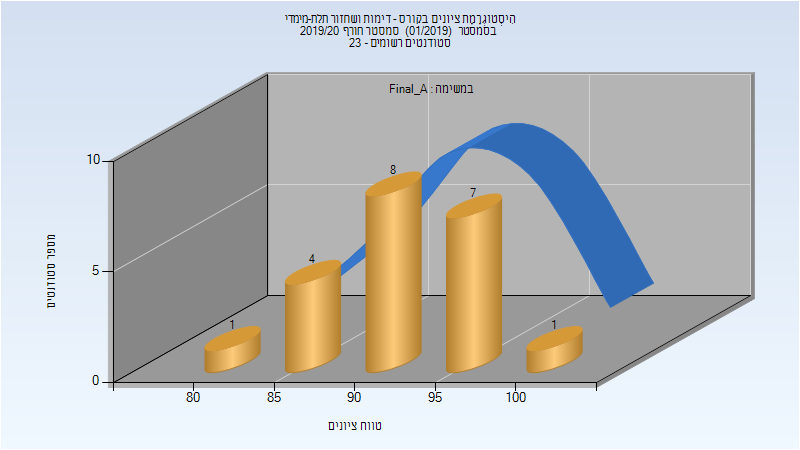 היסטוגרמת ציונים בקורס - דימות ושחזור תלת-מימדי
בסמסטר (01/2019) סמסטר חורף 2019/20
סטודנטים רשומים - 23
במשימה : Final_A
10
5
0
מספר סטודנטים
1
4
8
7
1
80
85
90
95
100
טווח ציונים